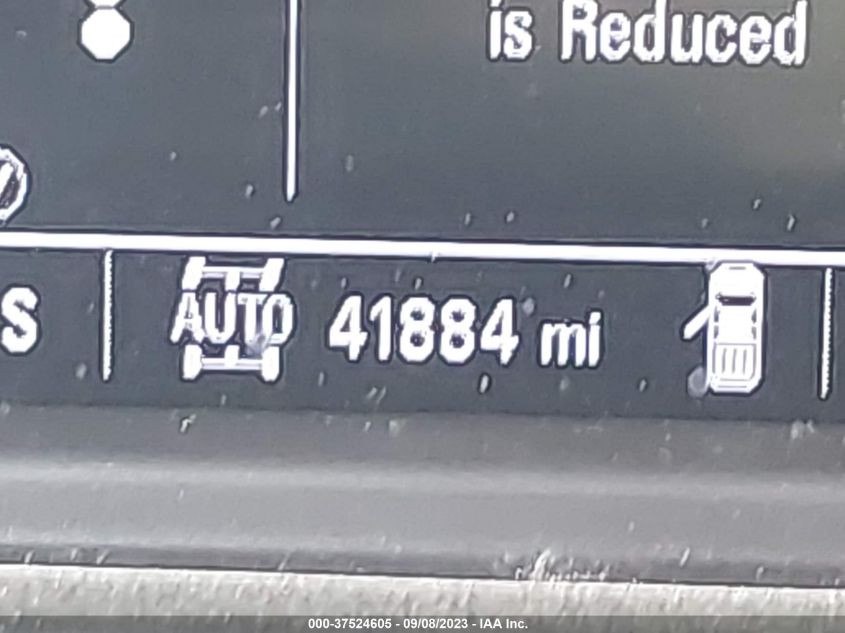 is Reduced
S
AUTO 41884 mi
000-37524605 - 09/08/2023 - IAA Inc.